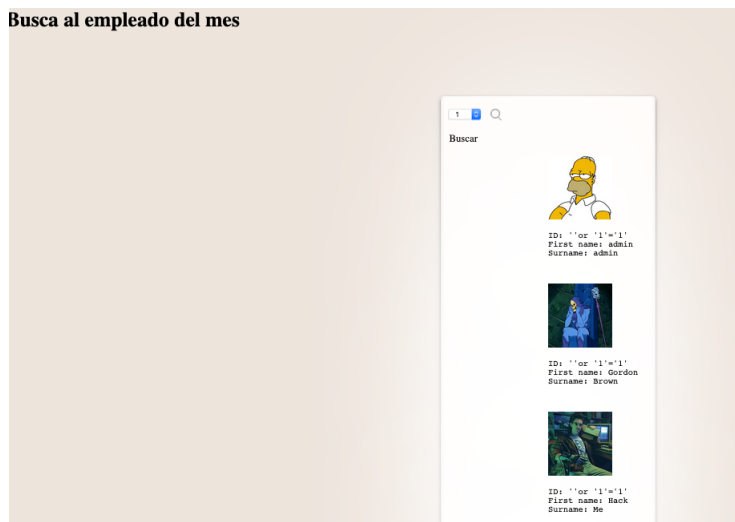 Busca al empleado del mes
1
Buscar
ID: ''or '1'='1'
First name: admin
Surname: admin
ID: ''or '1'='1'
First name: Gordon
Surname: Brown
ID: ''or '1'='1'
First name: Hack
Surname: Me